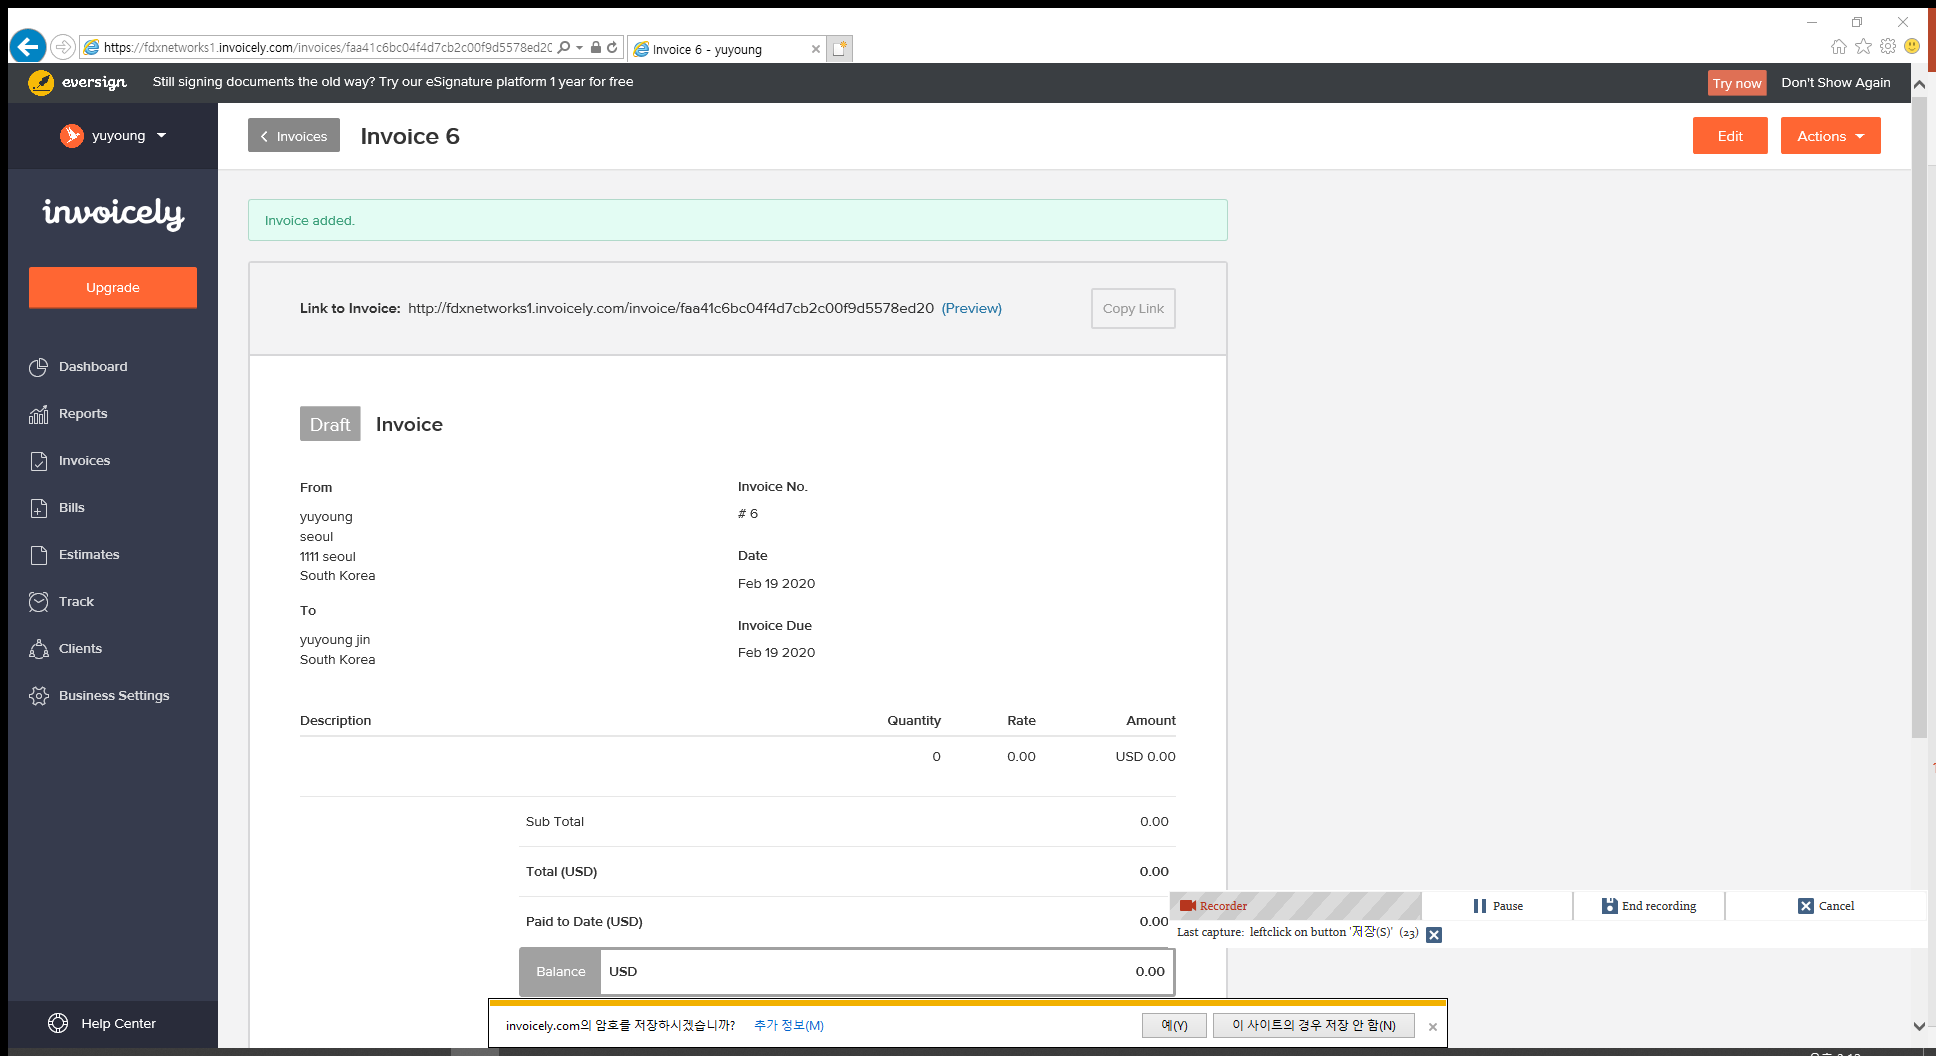 https://fdxnetworks1.invoicely.com/invoices/faa41c6bc04f4d7cb2c00f9d5578ed20
Invoice 6 - yuyoung
eversign
Still signing documents the old way? Try our eSignature platform 1 year for free
Try now
Don't Show Again
yuyoung
Invoices
Invoice 6
Edit
Actions
invoicely
Invoice added.
Upgrade
Link to Invoice: http://fdxnetworks1.invoicely.com/invoice/faa41c6bc04f4d7cb2c00f9d5578ed20 (Preview)
Copy Link
Dashboard
Reports
Invoices
Bills
Estimates
Track
Clients
Business Settings
Draft
Invoice
From
yuyoung
seoul
1111 seoul
South Korea
To
yuyoung jin
South Korea
Invoice No.
# 6
Date
Feb 19 2020
Invoice Due
Feb 19 2020
Description Quantity Rate Amount
0 0.00 USD 0.00
Sub Total 0.00
Total (USD) 0.00
Paid to Date (USD) 0.00
Balance USD 0.00
Recorder
Pause
End recording
Cancel
Last capture: leftclick on button '저장(S)' (23)
invoicely.com의 암호를 저장하시겠습니까? 추가 정보(M)
예(Y)
이 사이트의 경우 저장 안 함(N)
Help Center